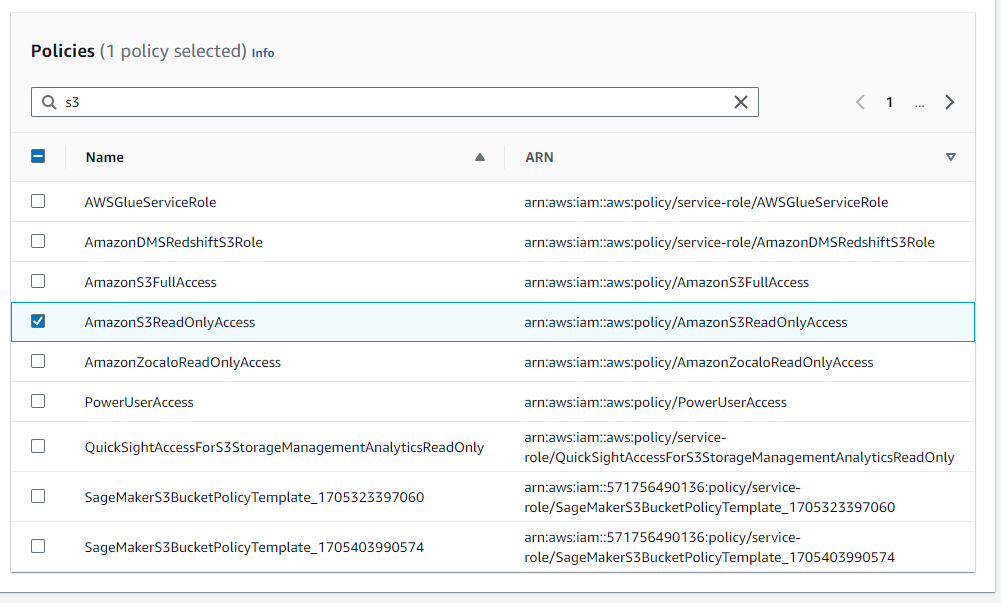 Policies (1 policy selected) Info
s3
1 ...
Name ARN
AWSGlueServiceRole arn:aws:iam::aws:policy/service-role/AWSGlueServiceRole
AmazonDMSRedshiftS3Role arn:aws:iam::aws:policy/service-role/AmazonDMSRedshiftS3Role
AmazonS3FullAccess arn:aws:iam::aws:policy/AmazonS3FullAccess
AmazonS3ReadOnlyAccess arn:aws:iam::aws:policy/AmazonS3ReadOnlyAccess
AmazonZocaloReadOnlyAccess arn:aws:iam::aws:policy/AmazonZocaloReadOnlyAccess
PowerUserAccess arn:aws:iam::aws:policy/PowerUserAccess
QuickSightAccessForS3StorageManagementAnalyticsReadOnly arn:aws:iam::aws:policy/service-
role/QuickSightAccessForS3StorageManagementAnalyticsReadOnly
SageMakerS3BucketPolicyTemplate_1705323397060 arn:aws:iam::571756490136:policy/service-
role/SageMakerS3BucketPolicyTemplate_1705323397060
SageMakerS3BucketPolicyTemplate_1705403990574 arn:aws:iam::571756490136:policy/service-
role/SageMakerS3BucketPolicyTemplate_1705403990574